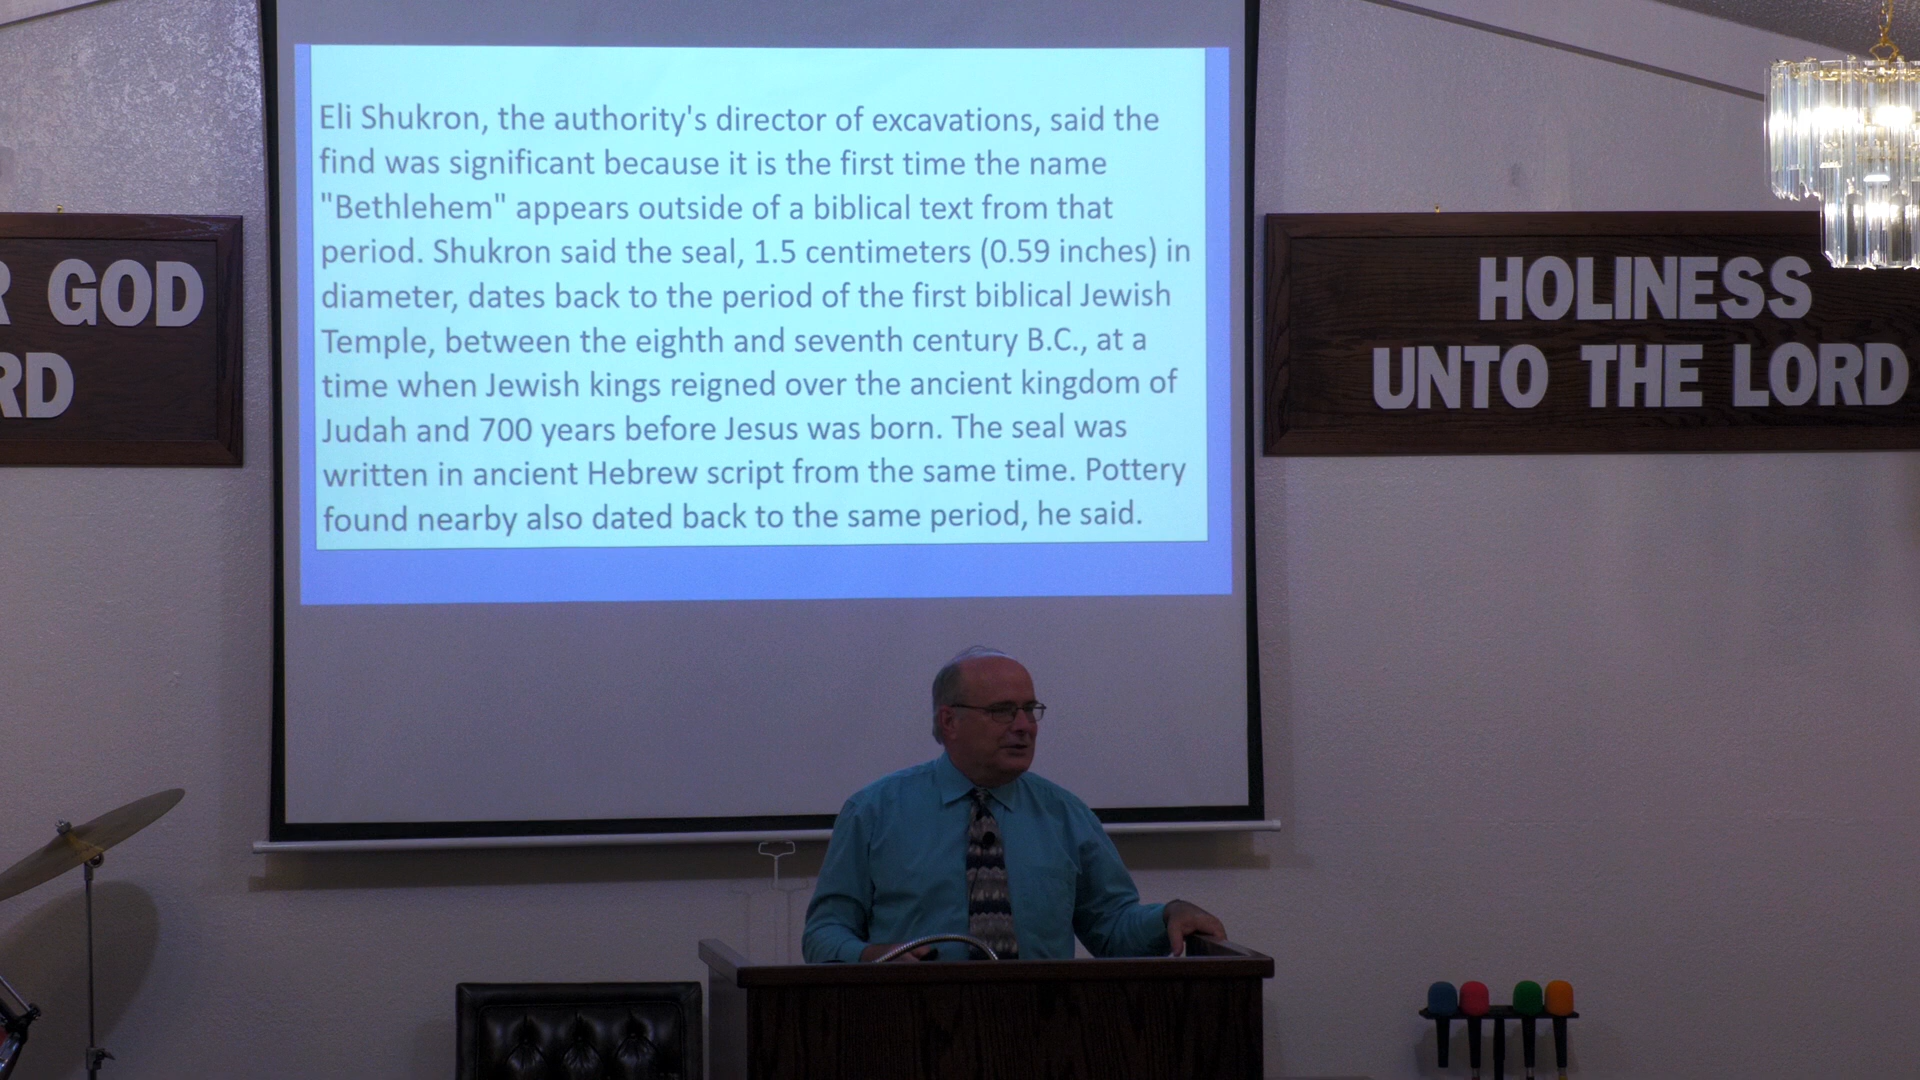 Eli Shukron, the authority's director of excavations, said the
find was significant because it is the first time the name
"Bethlehem" appears outside of a biblical text from that
period. Shukron said the seal, 1.5 centimeters (0.59 inches) in
diameter, dates back to the period of the first biblical Jewish
Temple, between the eighth and seventh century B.C., at a
time when Jewish kings reigned over the ancient kingdom of
Judah and 700 years before Jesus was born. The seal was
written in ancient Hebrew script from the same time. Pottery
found nearby also dated back to the same period, he said.
GOD
HOLINESS
UNTO THE LORD